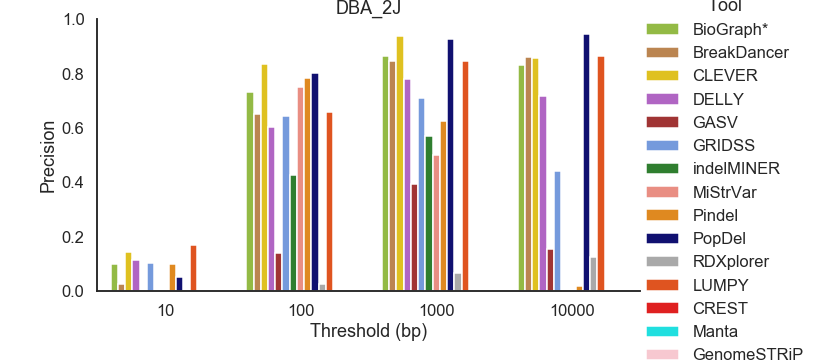 DBA_2J
Tool
1.0
0.8
0.6
0.4
0.2
0.0
Precision
10
100
1000
10000
Threshold (bp)
BioGraph*
BreakDancer
CLEVER
DELLY
GASV
GRIDSS
indelMINER
MiStrVar
Pindel
PopDel
RDXplorer
LUMPY
CREST
Manta
GenomeSTRiP